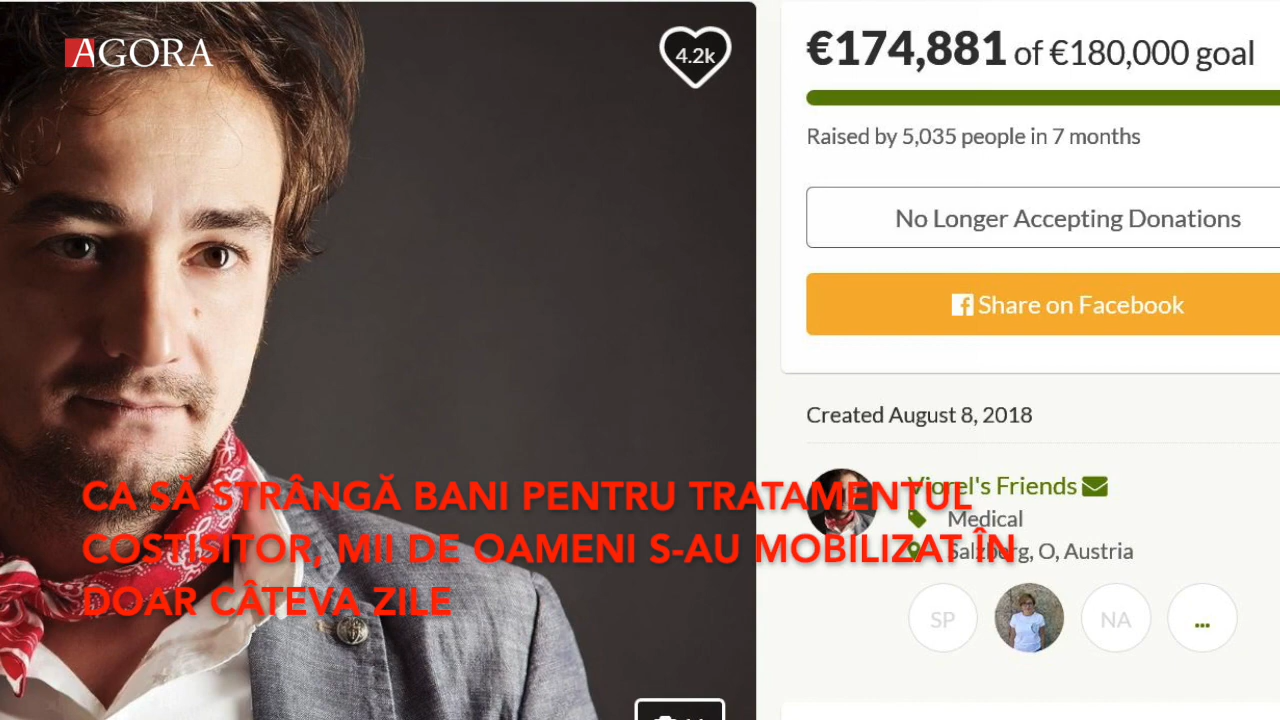 AGORA
4.2k
€174,881 of €180,000 goal
Raised by 5,035 people in 7 months
No Longer Accepting Donations
Share on Facebook
Created August 8, 2018
Viorel's Friends
Medical
Salzburg, O, Austria
SP
NA
...
CA SĂ STRÂNGĂ BANI PENTRU TRATAMENTUL
COSTISITOR, MII DE OAMENI S-AU MOBILIZAT ÎN
DOAR CÂTEVA ZILE